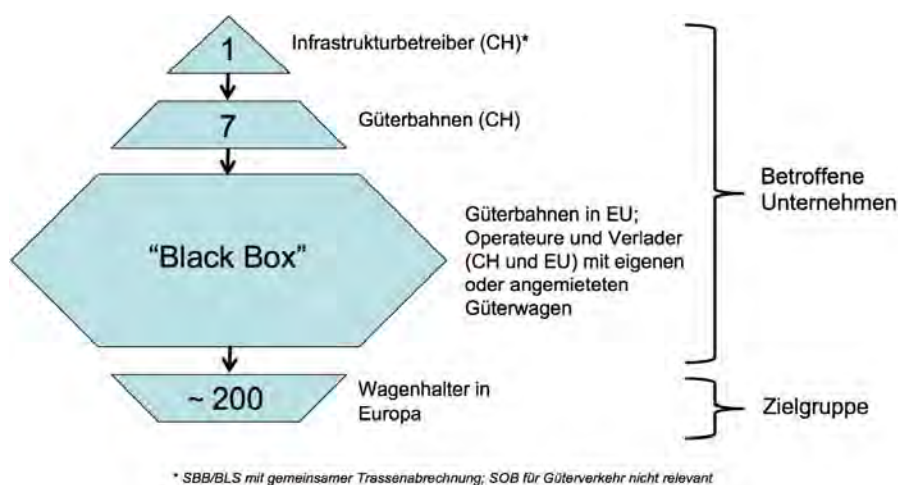 1
Infrastrukturbetreiber (CH)*
7
Güterbahnen (CH)
"Black Box"
Güterbahnen in EU;
Operateure und Verlader
(CH und EU) mit eigenen
oder angemieteten
Güterwagen
Betroffene
Unternehmen
~ 200
Wagenhalter in
Europa
Zielgruppe
* SBB/BLS mit gemeinsamer Trassenabrechnung; SOB für Güterverkehr nicht relevant